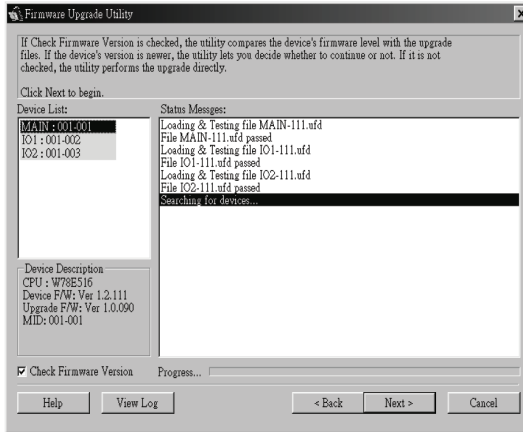 Firmware Upgrade Utility
If Check Firmware Version is checked, the utility compares the device's firmware level with the upgrade
files. If the device's version is newer, the utility lets you decide whether to continue or not. If it is not
checked, the utility performs the upgrade directly.
Click Next to begin.
Device List:
MAIN : 001-001
IO1 : 001-002
IO2 : 001-003
Status Messges:
Loading & Testing file MAIN-111.ufd
File MAIN-111.ufd passed
Loading & Testing file IO1-111.ufd
File IO1-111.ufd passed
Loading & Testing file IO2-111.ufd
File IO2-111.ufd passed
Searching for devices...
Device Description
CPU : W78E516
Device F/W: Ver 1.2.111
Upgrade F/W: Ver 1.0.090
MID: 001-001
Check Firmware Version
Progress...
Help
View Log
< Back
Next >
Cancel